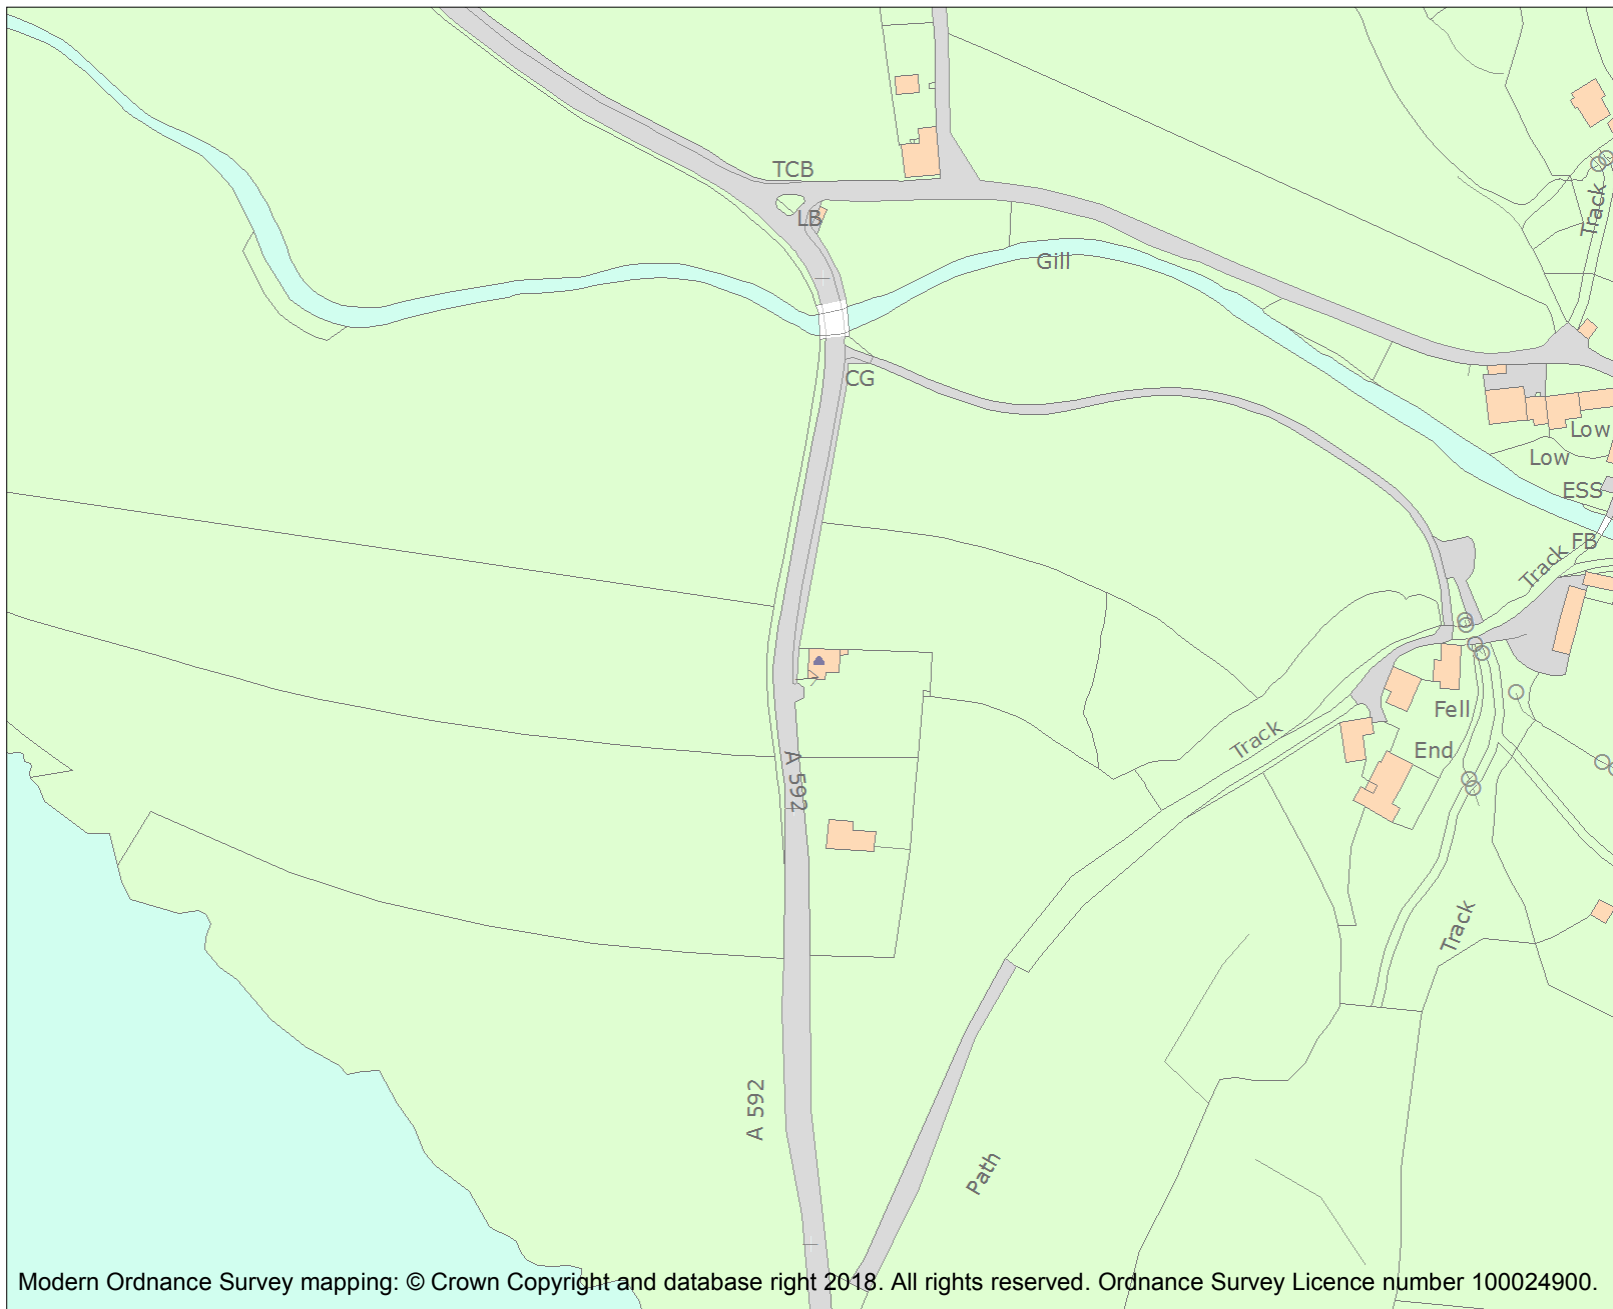 TCB
LB
Track
Gill
CG
Low
Low
ESS
FB
Track
Fell
Track
End
A 592
Track
A 592
Path
Modern Ordnance Survey mapping: © Crown Copyright and database right 2018. All rights reserved. Ordnance Survey Licence number 100024900.